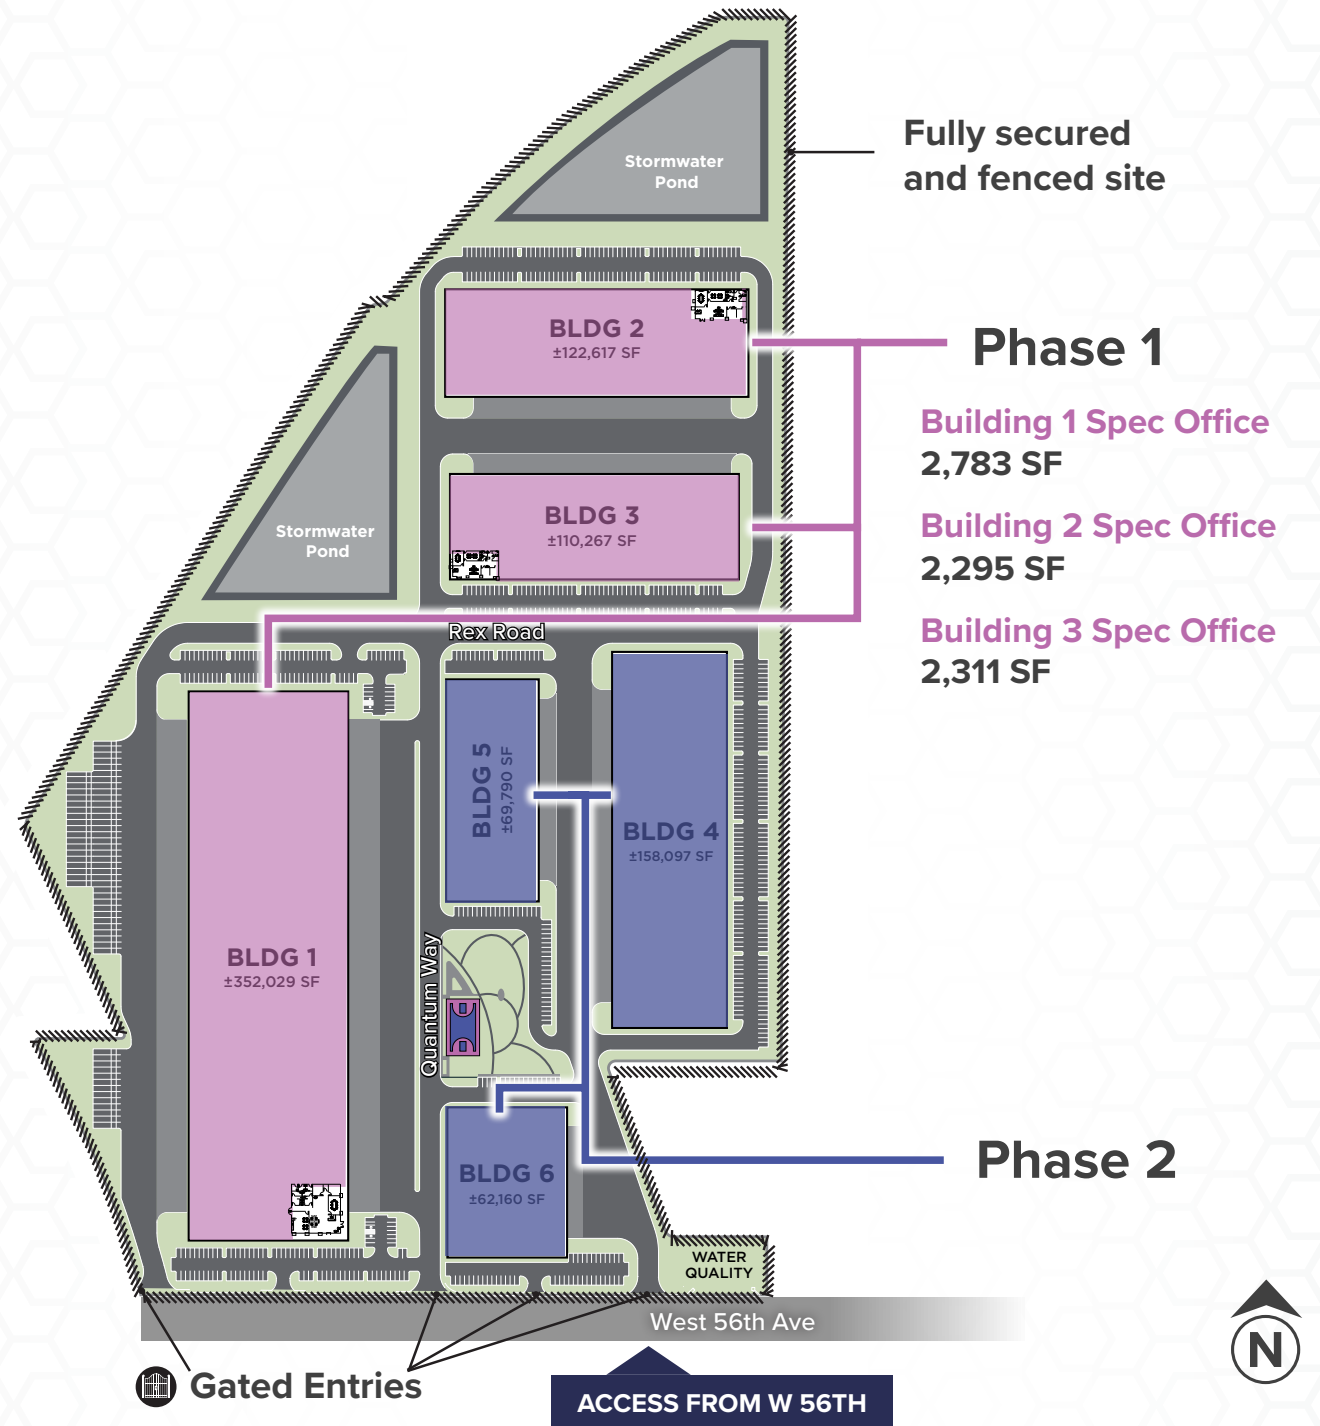 Stormwater
Pond
Fully secured
and fenced site
BLDG 2
±122,617 SF
Phase 1
Building 1 Spec Office
2,783 SF
Building 2 Spec Office
2,295 SF
Building 3 Spec Office
2,311 SF
BLDG 3
±110,267 SF
Stormwater
Pond
Rex Road
BLDG 5
±69,790 SF
BLDG 4
±158,097 SF
BLDG 1
±352,029 SF
Quantum Way
BLDG 6
±62,160 SF
Phase 2
WATER
QUALITY
West 56th Ave
Gated Entries
ACCESS FROM W 56TH
N